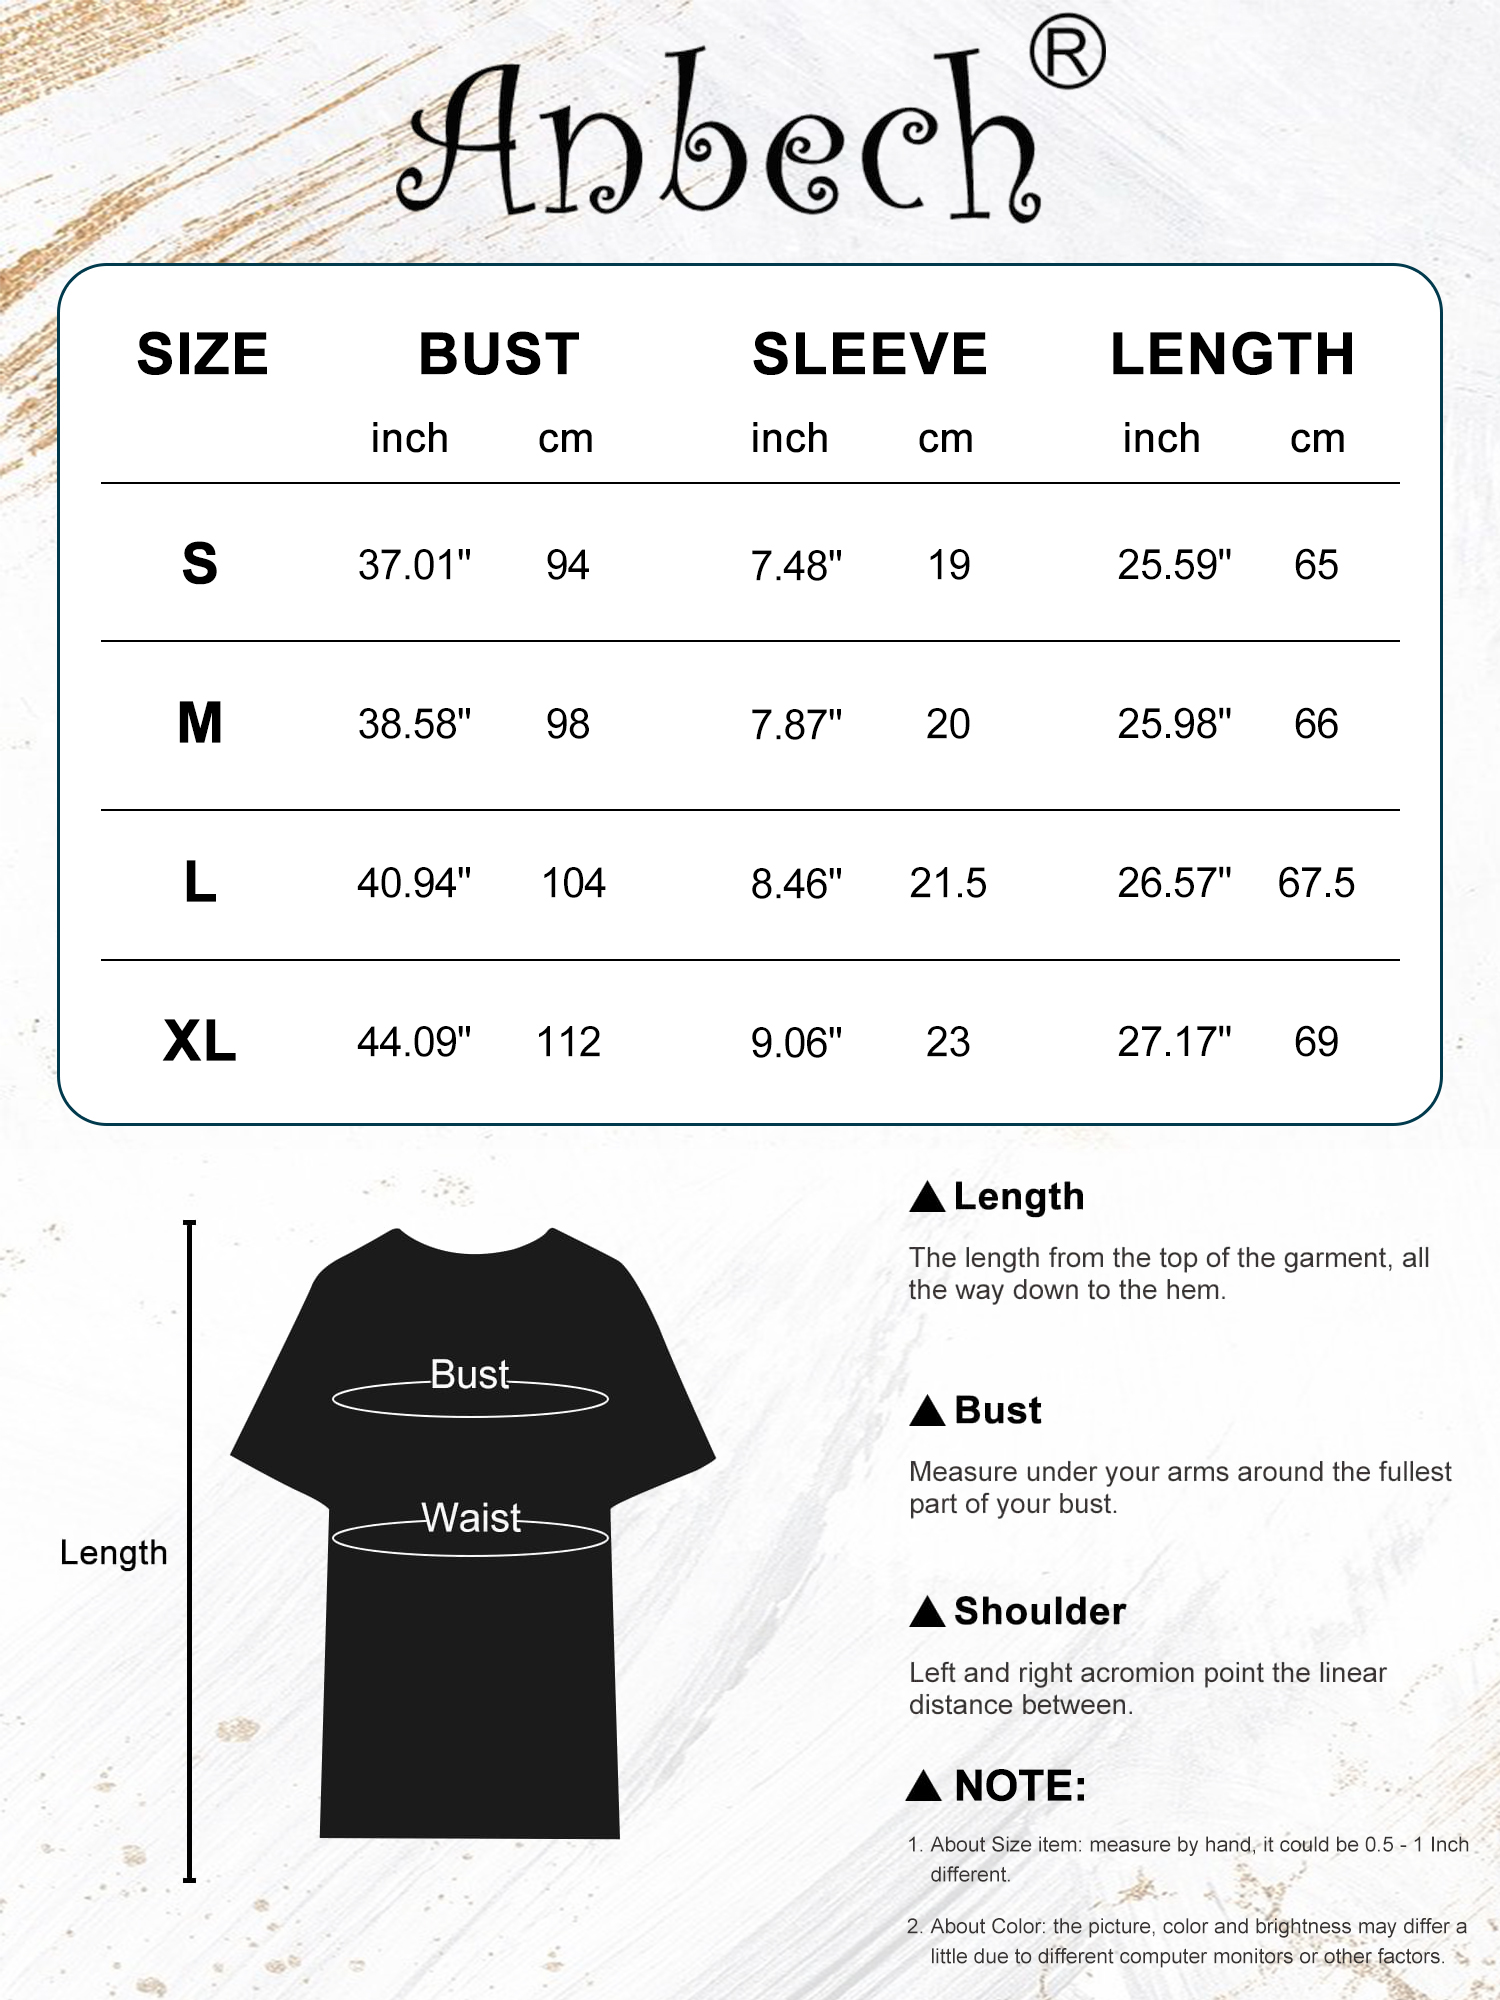 Anbech®
SIZE BUST SLEEVE LENGTH
inch cm inch cm inch cm
S 37.01" 94 7.48" 19 25.59" 65
M 38.58" 98 7.87" 20 25.98" 66
L 40.94" 104 8.46" 21.5 26.57" 67.5
XL 44.09" 112 9.06" 23 27.17" 69
Bust
Waist
Length
▲ Length
The length from the top of the garment, all
the way down to the hem.
▲ Bust
Measure under your arms around the fullest
part of your bust.
▲ Shoulder
Left and right acromion point the linear
distance between.
▲ NOTE:
1. About Size item: measure by hand, it could be 0.5 - 1 Inch
different.
2. About Color: the picture, color and brightness may differ a
little due to different computer monitors or other factors.